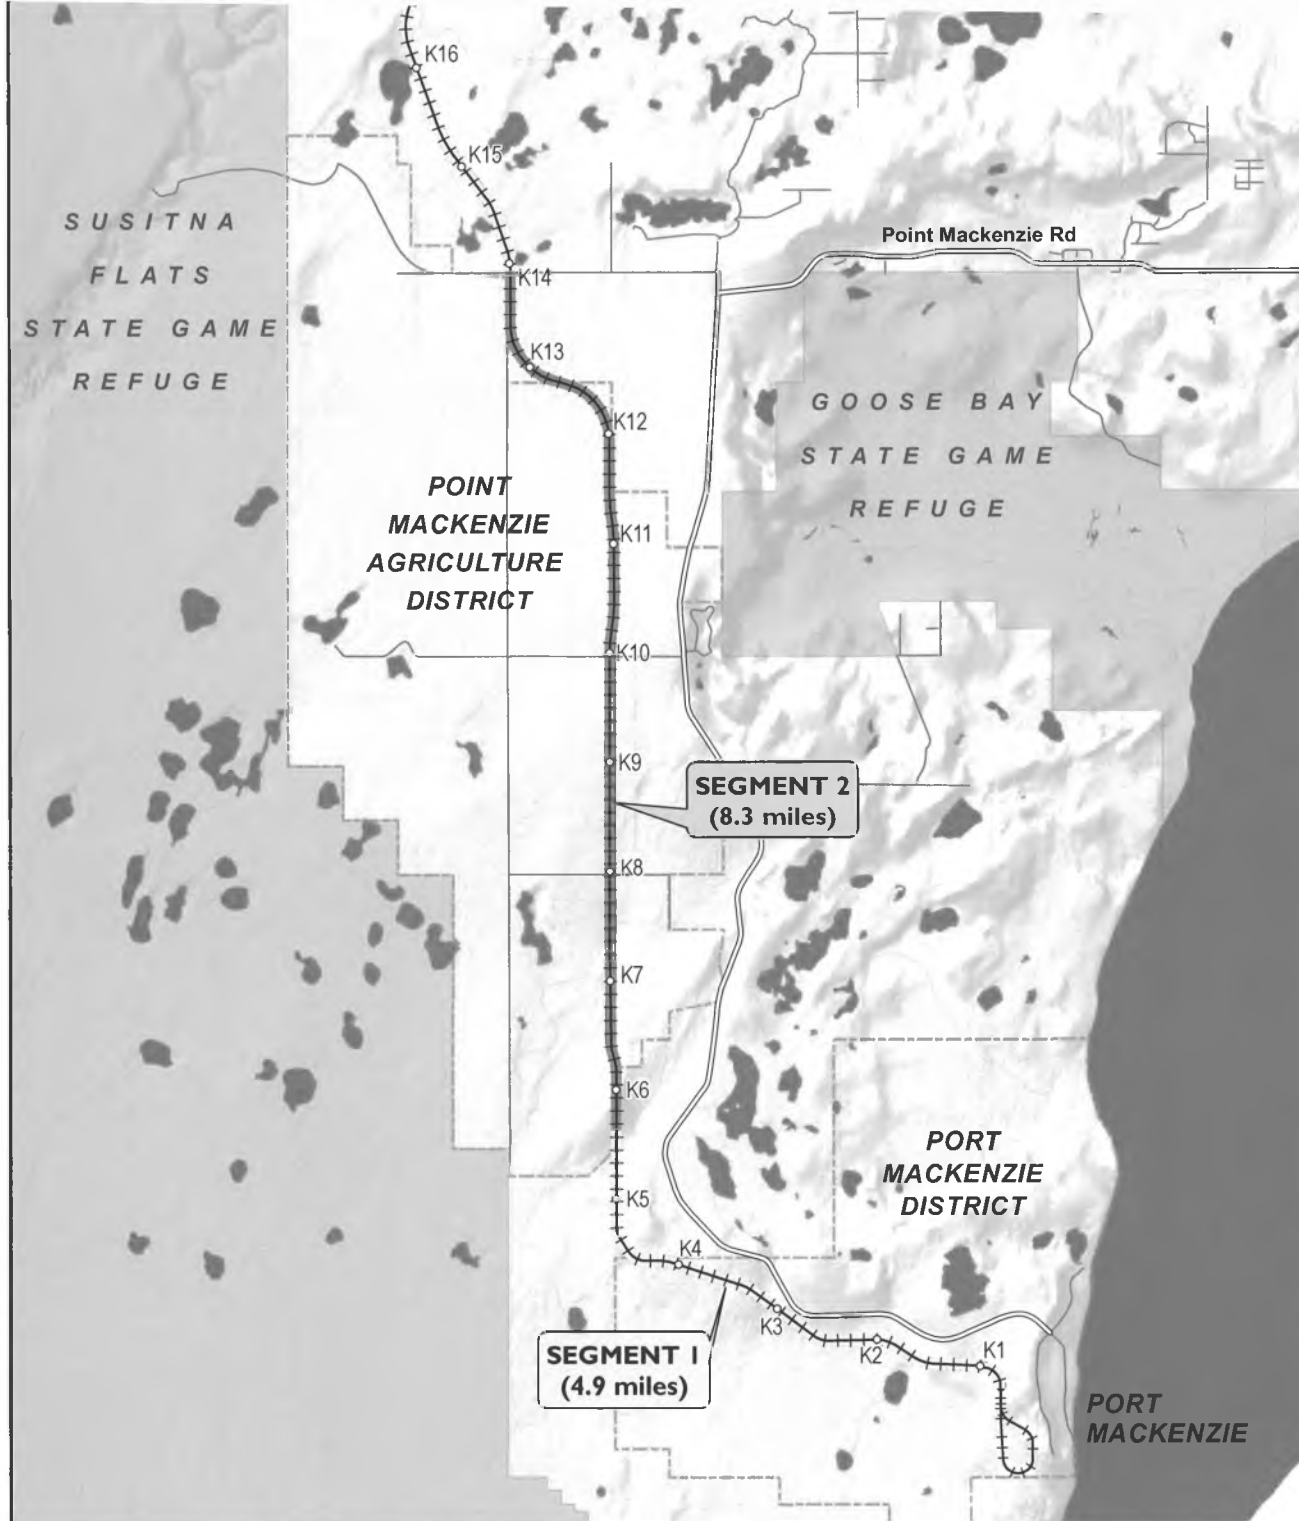 K16
K15
SUSITNA
FLATS
STATE GAME
REFUGE
Point Mackenzie Rd
K14
K13
K12
GOOSE BAY
STATE GAME
REFUGE
POINT
MACKENZIE
AGRICULTURE
DISTRICT
K11
K10
K9
SEGMENT 2
(8.3 miles)
K8
K7
K6
PORT
MACKENZIE
DISTRICT
K5
K4
K3
K2
K1
SEGMENT 1
(4.9 miles)
PORT
MACKENZIE